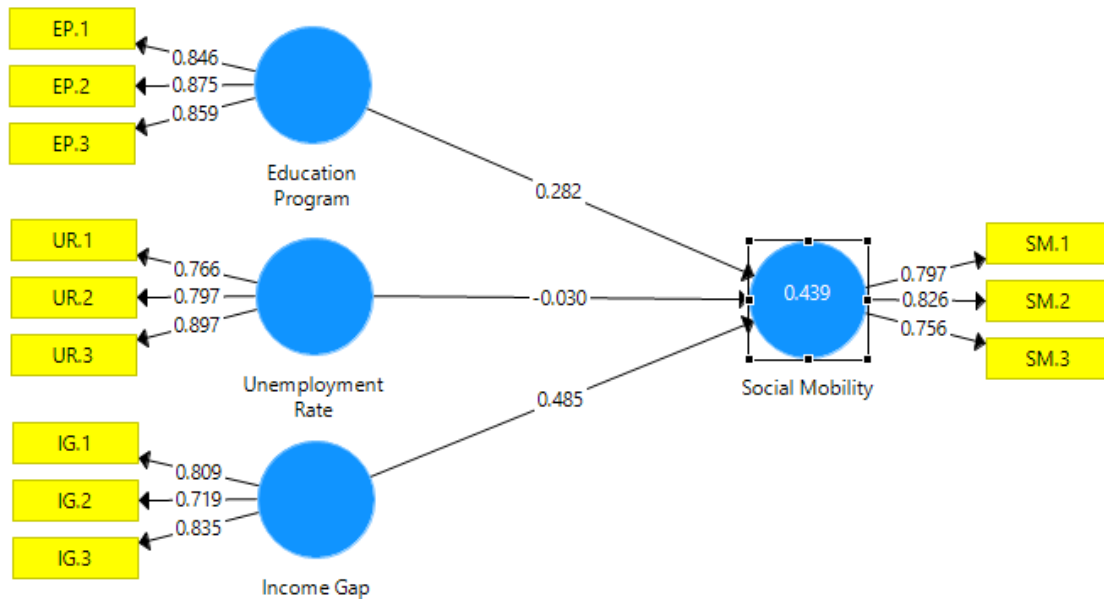 EP.1
0.846
EP.2
0.875
EP.3
0.859
Education
Program
0.282
UR.1
0.766
UR.2
0.797
UR.3
0.897
Unemployment
Rate
-0.030
IG.1
0.809
IG.2
0.719
IG.3
0.835
Income Gap
0.485
0.439
Social Mobility
SM.1
0.797
SM.2
0.826
SM.3
0.756